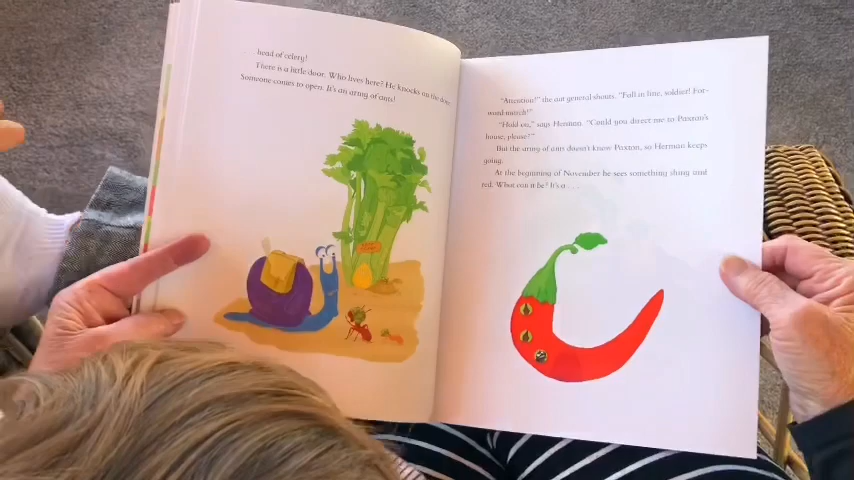 head of celery!
There is a little door. Who lives here? He knocks on the door.
Someone comes to open. It's an army of ants!
"Attention!" the ant general shouts. "Fall in line, soldier! For-
ward march!"
"Hold on," says Herman. "Could you direct me to Paxton's
house, please?"
But the army of ants doesn't know Paxton, so Herman keeps
going.
At the beginning of November he sees something shiny and
red. What can it be? It's a . . .